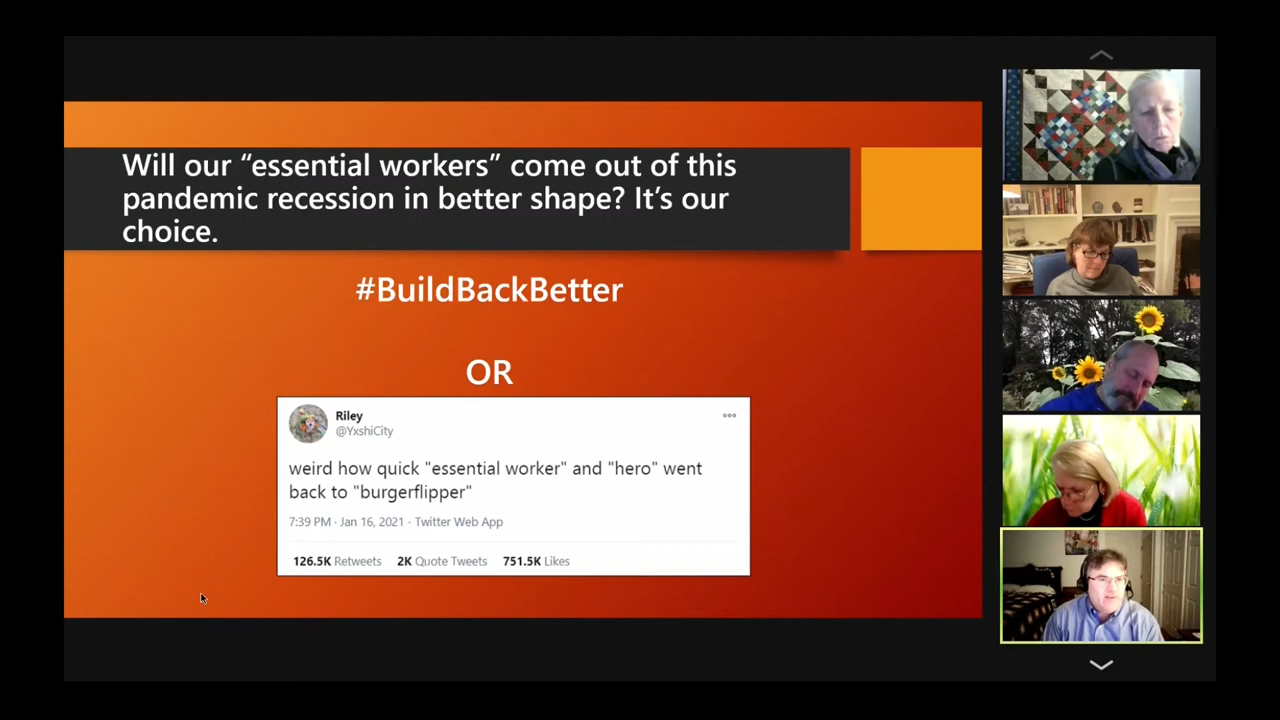 Will our “essential workers” come out of this
pandemic recession in better shape? It’s our
choice.
#BuildBackBetter
OR
Riley
@YxshiCity
weird how quick "essential worker" and "hero" went
back to "burgerflipper"
7:39 PM · Jan 16, 2021 · Twitter Web App
126.5K Retweets 2K Quote Tweets 751.5K Likes